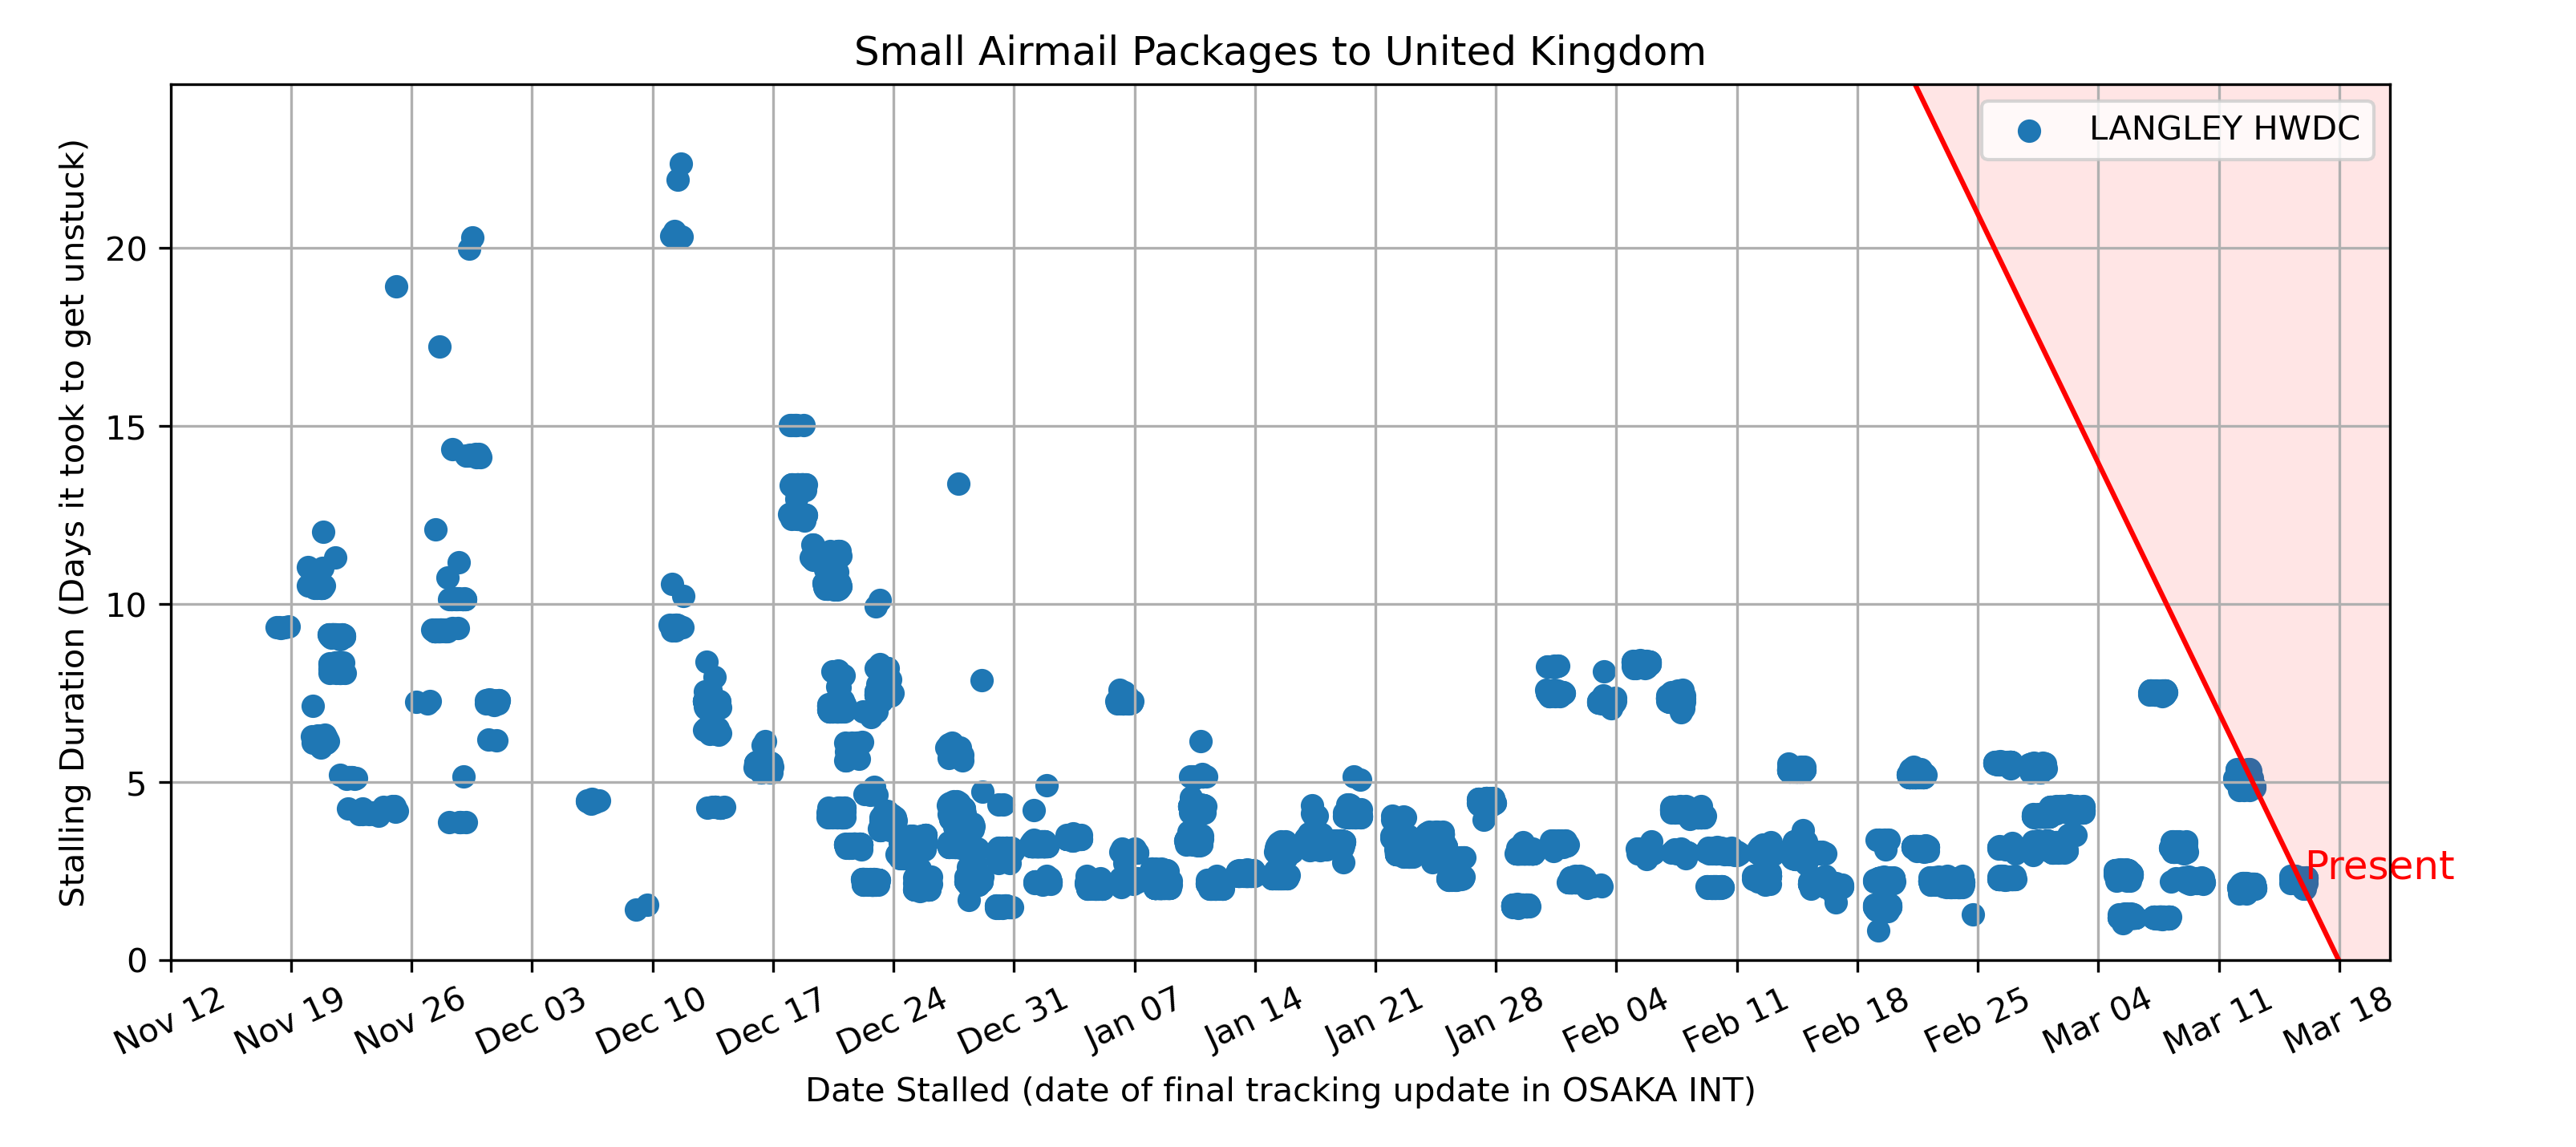 Small Airmail Packages to United Kingdom
LANGLEY HWDC
Stalling Duration (Days it took to get unstuck)
20
15
10
5
0
Present
Nov 12
Nov 19
Nov 26
Dec 03
Dec 10
Dec 17
Dec 24
Dec 31
Jan 07
Jan 14
Jan 21
Jan 28
Feb 04
Feb 11
Feb 18
Feb 25
Mar 04
Mar 11
Mar 18
Date Stalled (date of final tracking update in OSAKA INT)